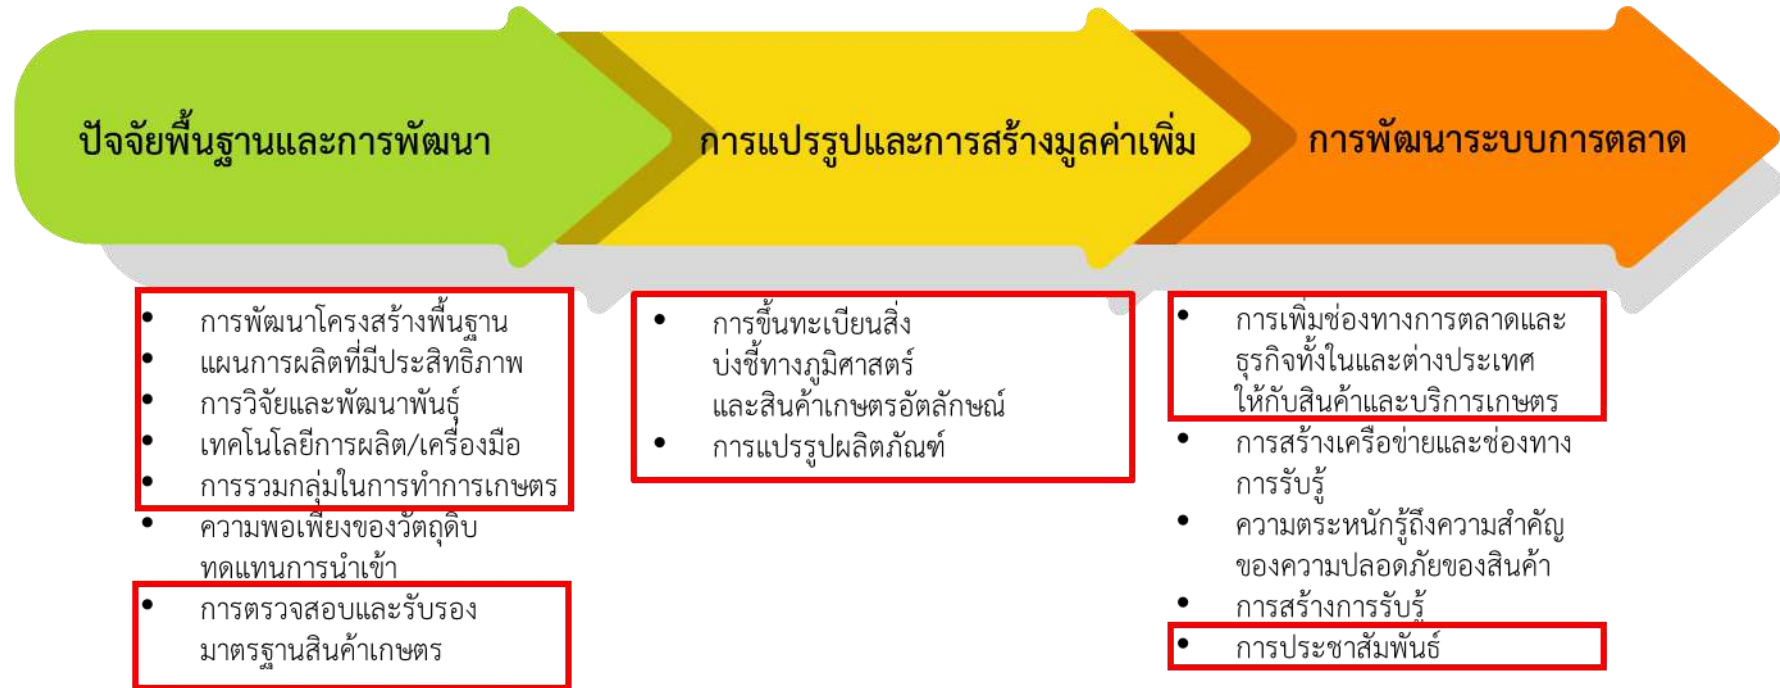 ปัจจัยพื้นฐานและการพัฒนา
การแปรรูปและการสร้างมูลค่าเพิ่ม
การพัฒนาระบบการตลาด
• การพัฒนาโครงสร้างพื้นฐาน
• แผนการผลิตที่มีประสิทธิภาพ
• การวิจัยและพัฒนาพันธุ์
• เทคโนโลยีการผลิต/เครื่องมือ
• การรวมกลุ่มในการทำการเกษตร
• ความพอเพียงของวัตถุดิบ
ทดแทนการนำเข้า
• การตรวจสอบและรับรอง
มาตรฐานสินค้าเกษตร
• การขึ้นทะเบียนสิ่ง
บ่งชี้ทางภูมิศาสตร์
และสินค้าเกษตรอัตลักษณ์
• การแปรรูปผลิตภัณฑ์
• การเพิ่มช่องทางการตลาดและ
ธุรกิจทั้งในและต่างประเทศ
ให้กับสินค้าและบริการเกษตร
• การสร้างเครือข่ายและช่องทาง
การรับรู้
• ความตระหนักรู้ถึงความสำคัญ
ของความปลอดภัยของสินค้า
• การสร้างการรับรู้
• การประชาสัมพันธ์